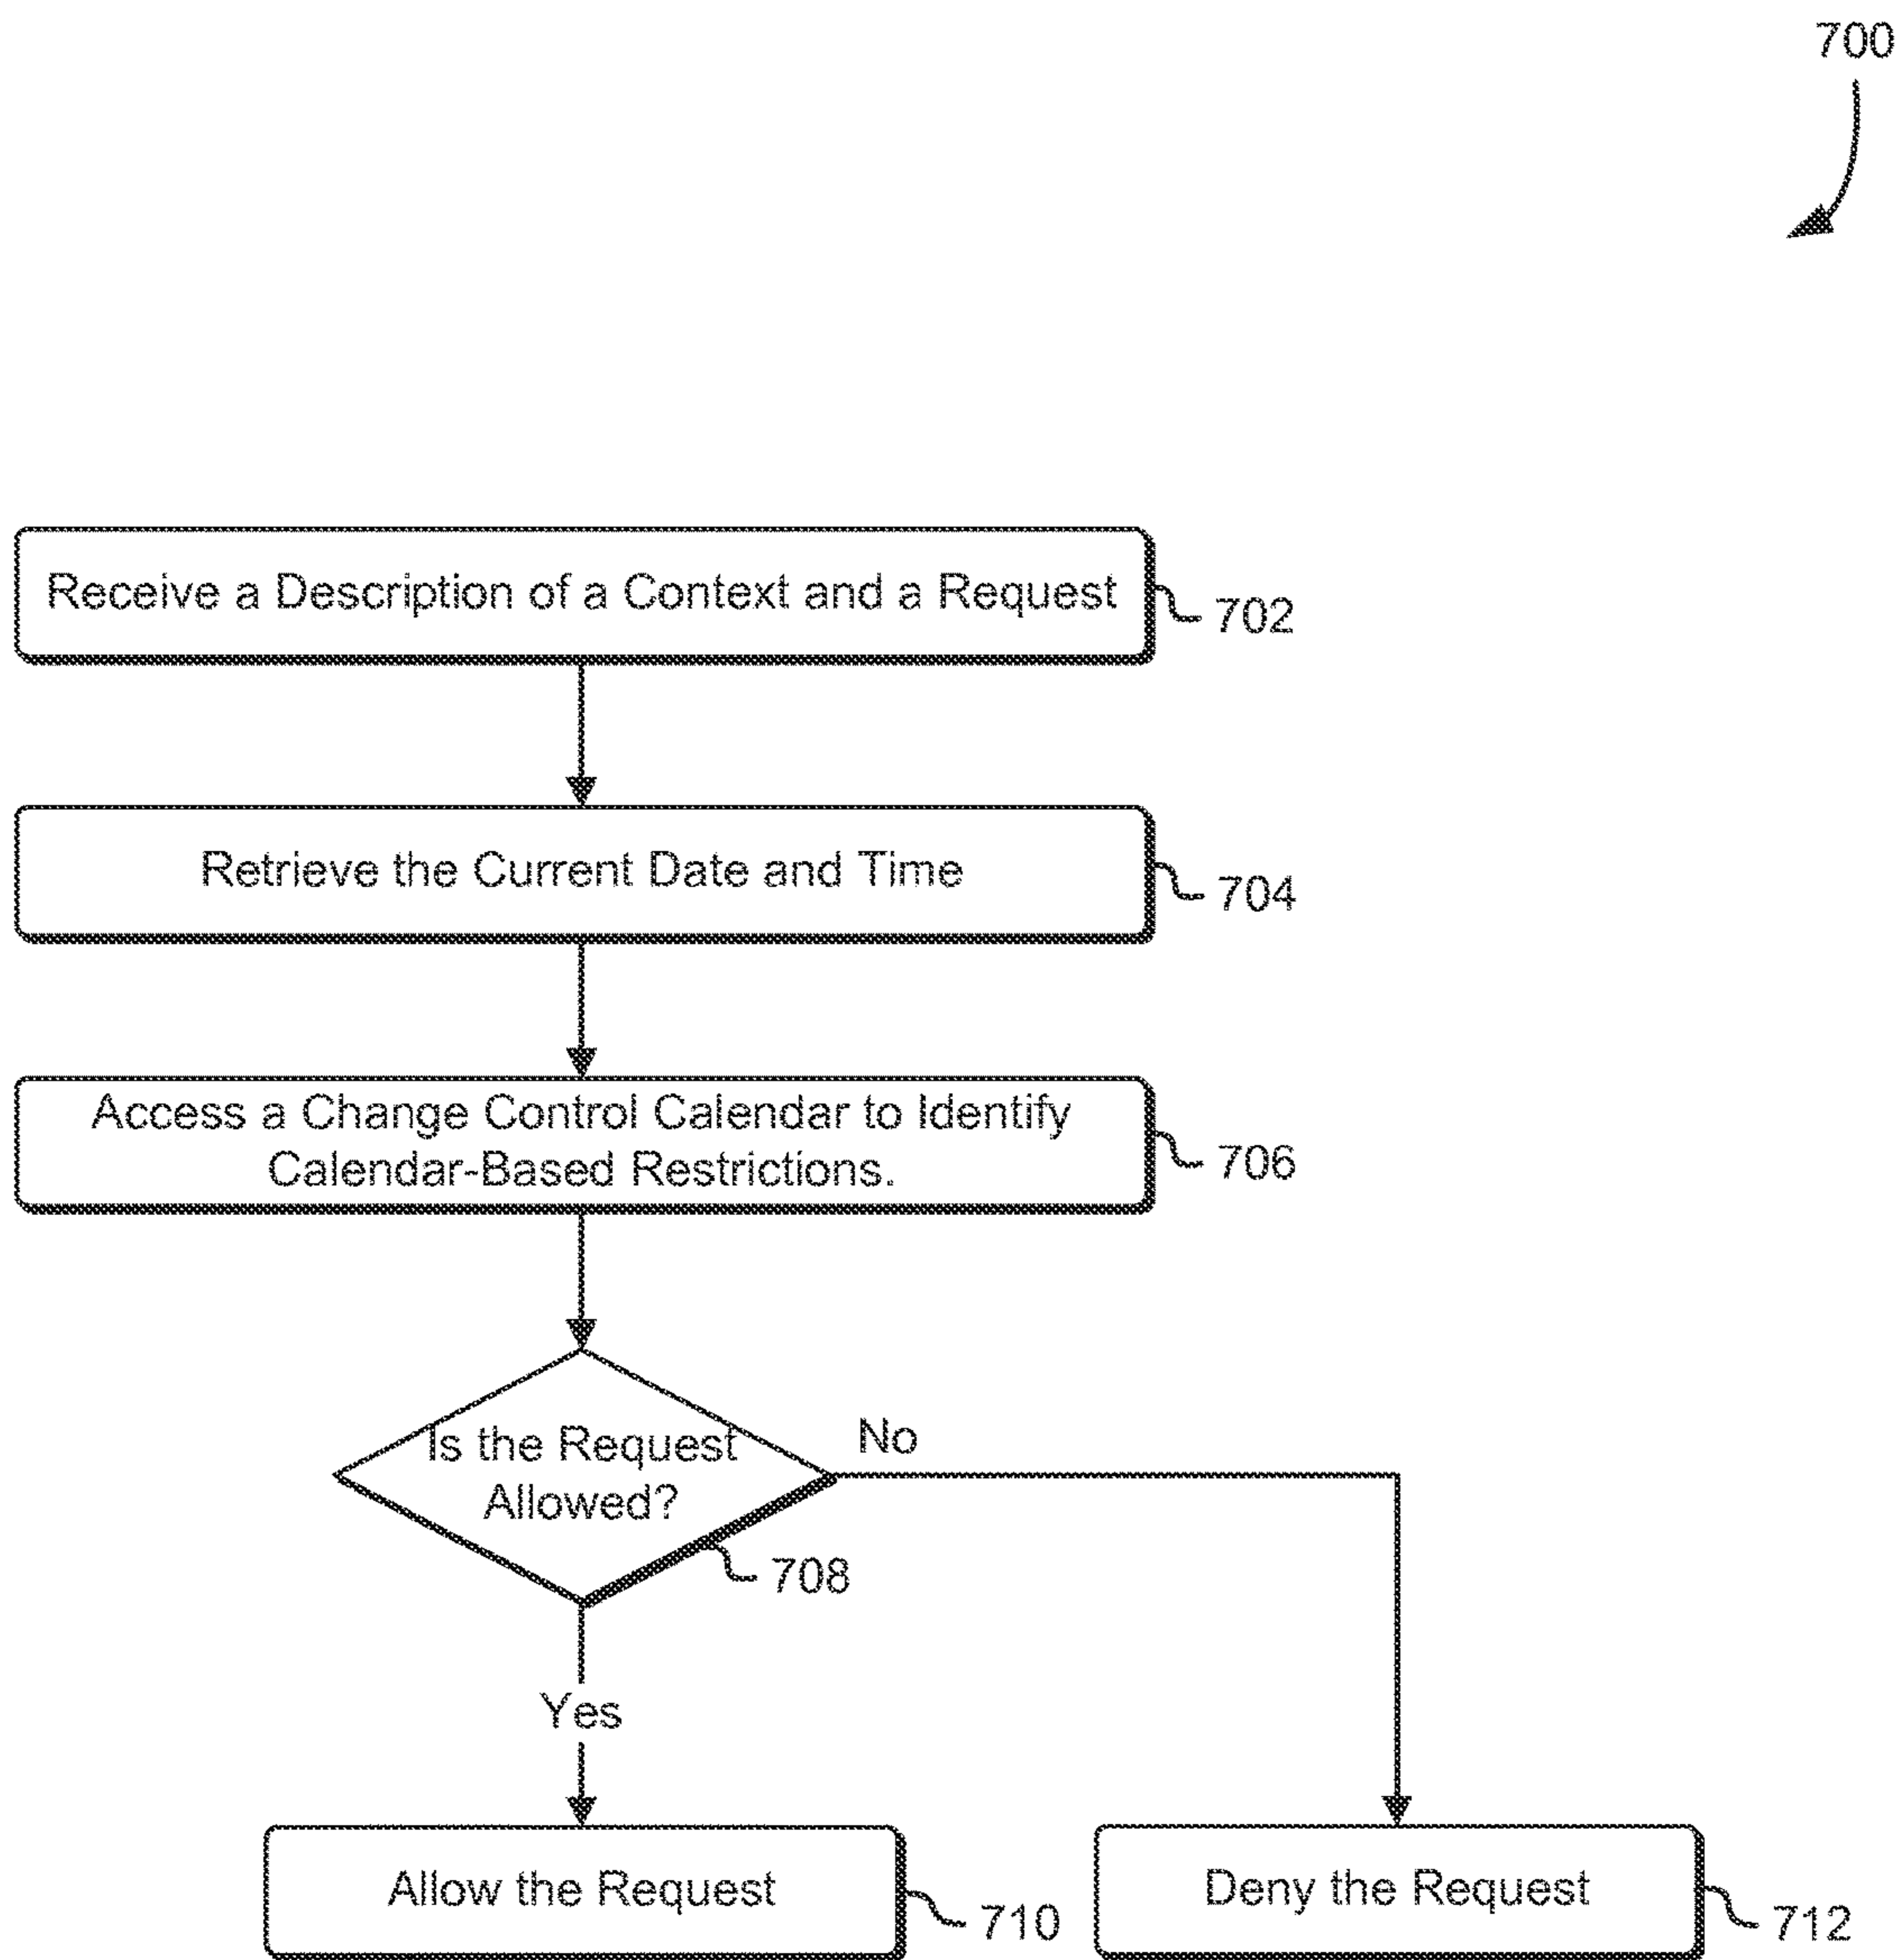 700
Receive a Description of a Context and a Request
702
Retrieve the Current Date and Time
704
Access a Change Control Calendar to Identify
Calendar-Based Restrictions.
706
Is the Request
Allowed?
No
708
Yes
Allow the Request
710
Deny the Request
712